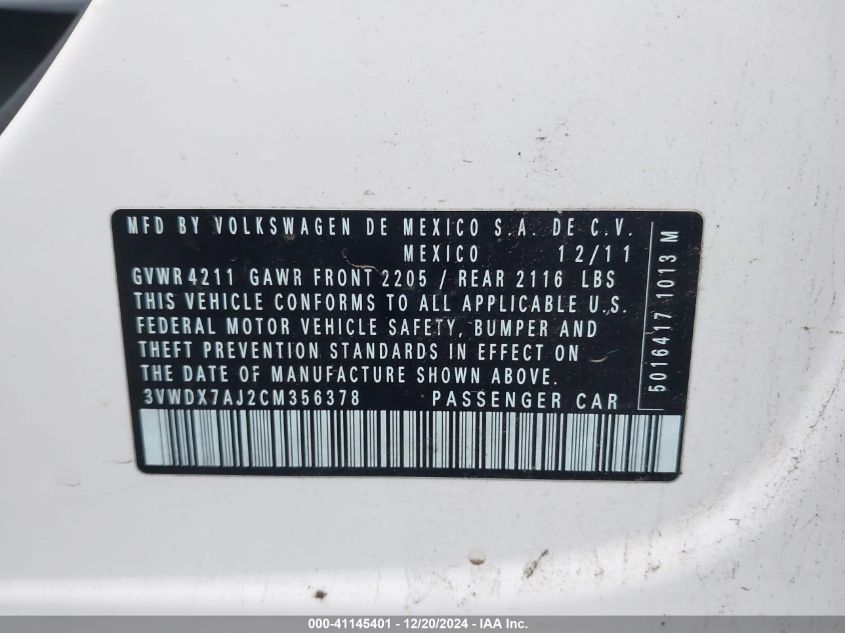 MFD BY VOLKSWAGEN DE MEXICO S.A. DE C.V.
MEXICO 12/11
GVWR 4211 GAWR FRONT 2205 / REAR 2116 LBS
THIS VEHICLE CONFORMS TO ALL APPLICABLE U.S.
FEDERAL MOTOR VEHICLE SAFETY, BUMPER AND
THEFT PREVENTION STANDARDS IN EFFECT ON
THE DATE OF MANUFACTURE SHOWN ABOVE.
3VWDX7AJ2CM356378 PASSENGER CAR
5016417 1013 M
000-41145401 - 12/20/2024 - IAA Inc.